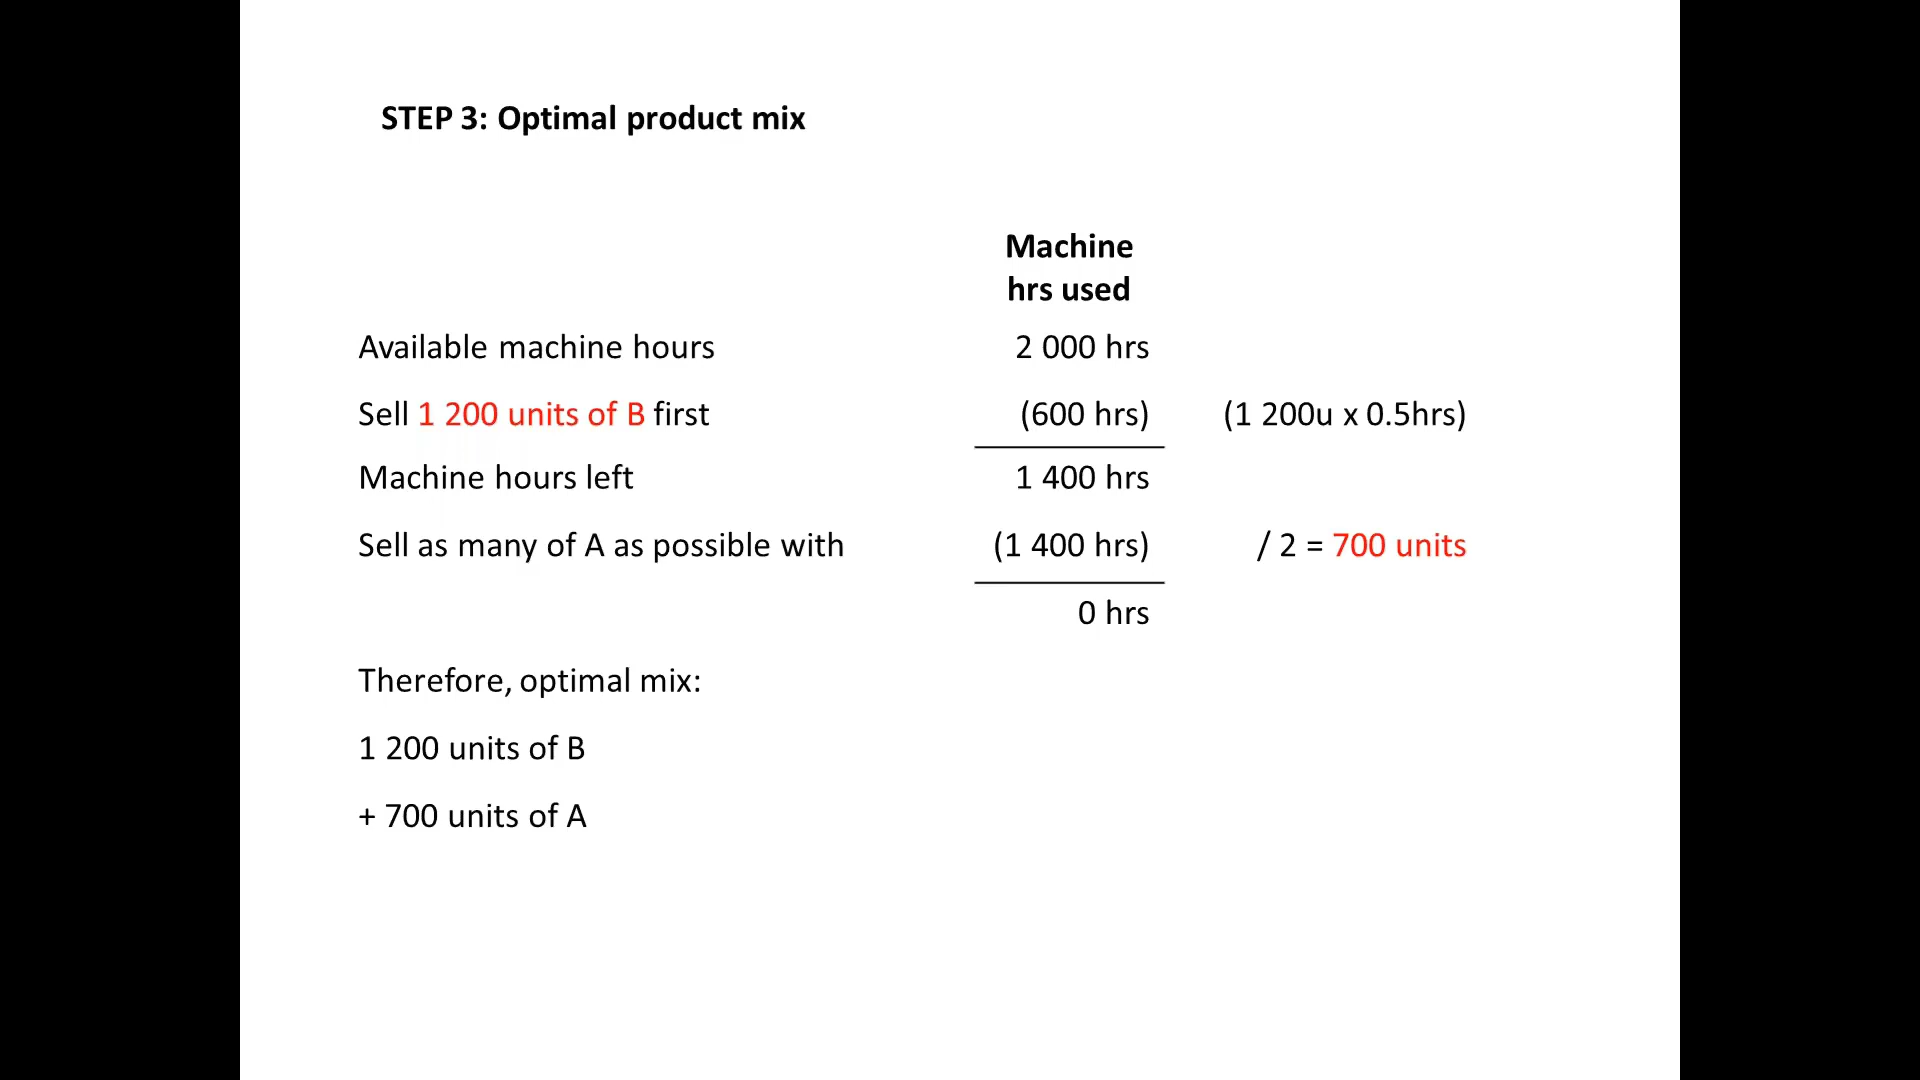 STEP 3: Optimal product mix
Machine
hrs used
Available machine hours 2 000 hrs
Sell 1 200 units of B first (600 hrs) (1 200u x 0.5hrs)
Machine hours left 1 400 hrs
Sell as many of A as possible with (1 400 hrs) / 2 = 700 units
0 hrs
Therefore, optimal mix:
1 200 units of B
+ 700 units of A